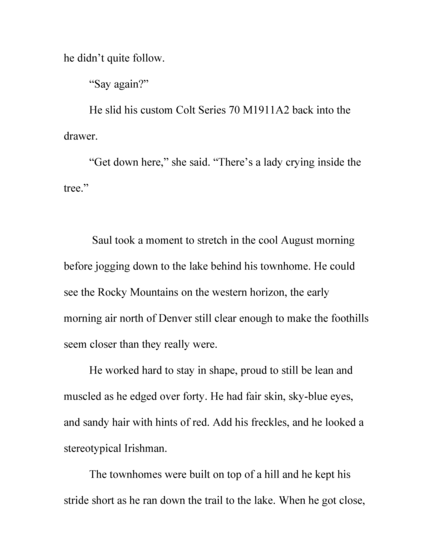 he didn’t quite follow.
“Say again?”
He slid his custom Colt Series 70 M1911A2 back into the
drawer.
“Get down here,” she said. “There’s a lady crying inside the
tree.”
Saul took a moment to stretch in the cool August morning
before jogging down to the lake behind his townhome. He could
see the Rocky Mountains on the western horizon, the early
morning air north of Denver still clear enough to make the foothills
seem closer than they really were.
He worked hard to stay in shape, proud to still be lean and
muscled as he edged over forty. He had fair skin, sky-blue eyes,
and sandy hair with hints of red. Add his freckles, and he looked a
stereotypical Irishman.
The townhomes were built on top of a hill and he kept his
stride short as he ran down the trail to the lake. When he got close,